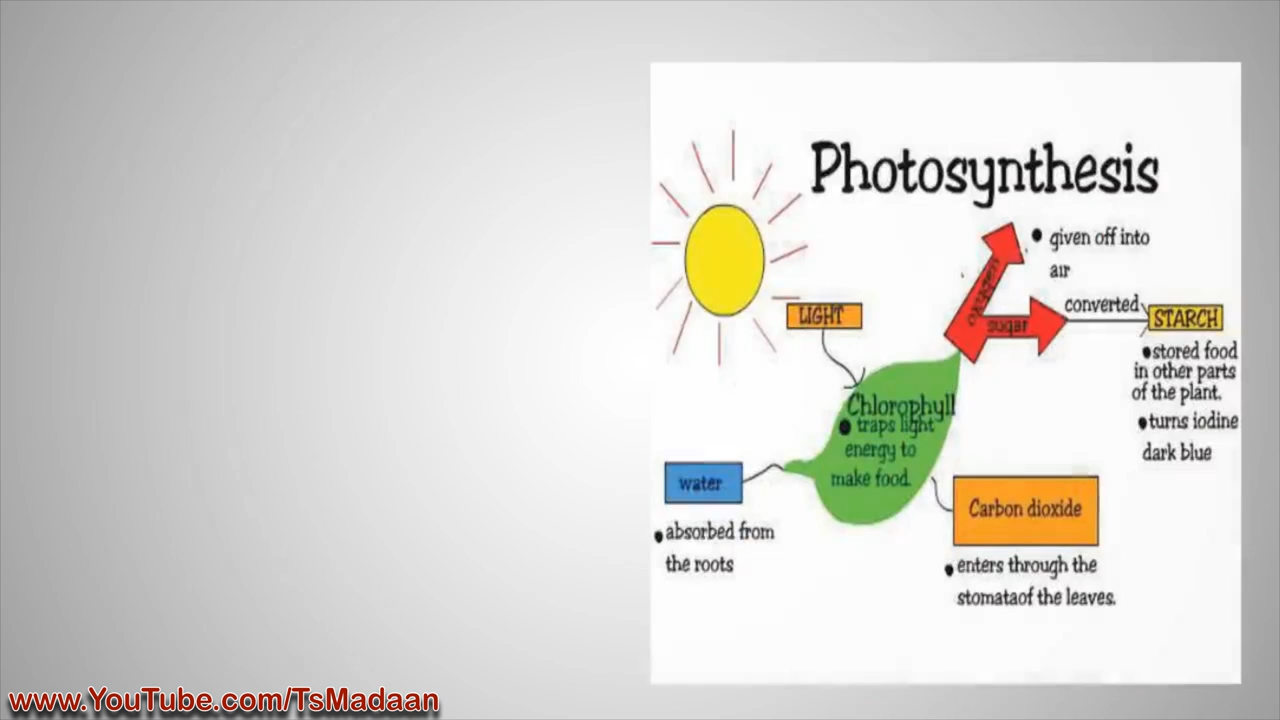 Photosynthesis
● given off into
air
oxygen
converted
LIGHT
sugar
STARCH
●stored food
in other parts
of the plant.
●turns iodine
dark blue
Chlorophyll
● traps light
energy to
make food.
water
Carbon dioxide
●absorbed from
the roots
●enters through the
stomataof the leaves.
www.YouTube.com/TsMadaan